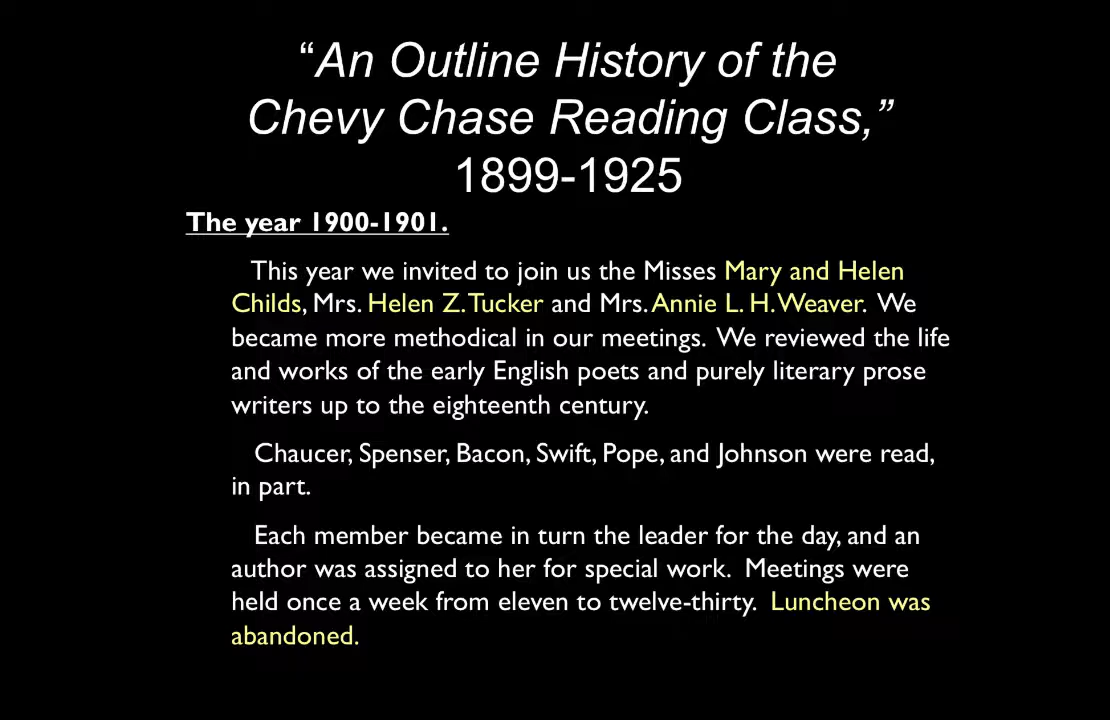 “An Outline History of the
Chevy Chase Reading Class,”
1899-1925
The year 1900-1901.
This year we invited to join us the Misses Mary and Helen
Childs, Mrs. Helen Z. Tucker and Mrs. Annie L. H. Weaver.  We
became more methodical in our meetings.  We reviewed the life
and works of the early English poets and purely literary prose
writers up to the eighteenth century.
Chaucer, Spenser, Bacon, Swift, Pope, and Johnson were read,
in part.
Each member became in turn the leader for the day, and an
author was assigned to her for special work.  Meetings were
held once a week from eleven to twelve-thirty.  Luncheon was
abandoned.